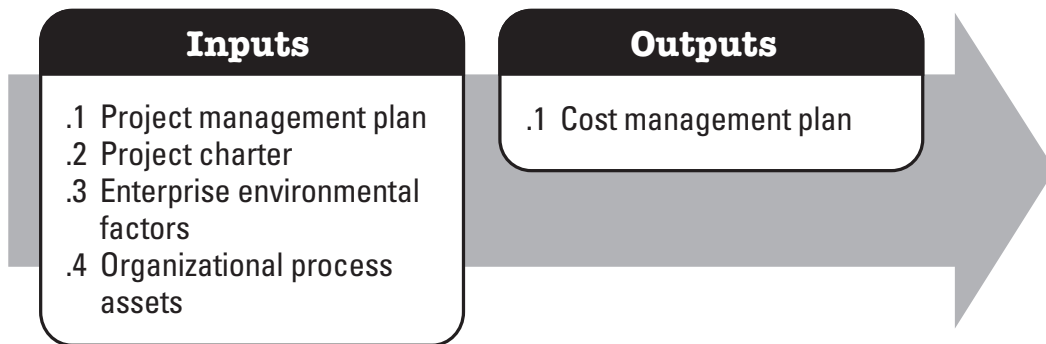 Inputs
.1 Project management plan
.2 Project charter
.3 Enterprise environmental
factors
.4 Organizational process
assets
Outputs
.1 Cost management plan